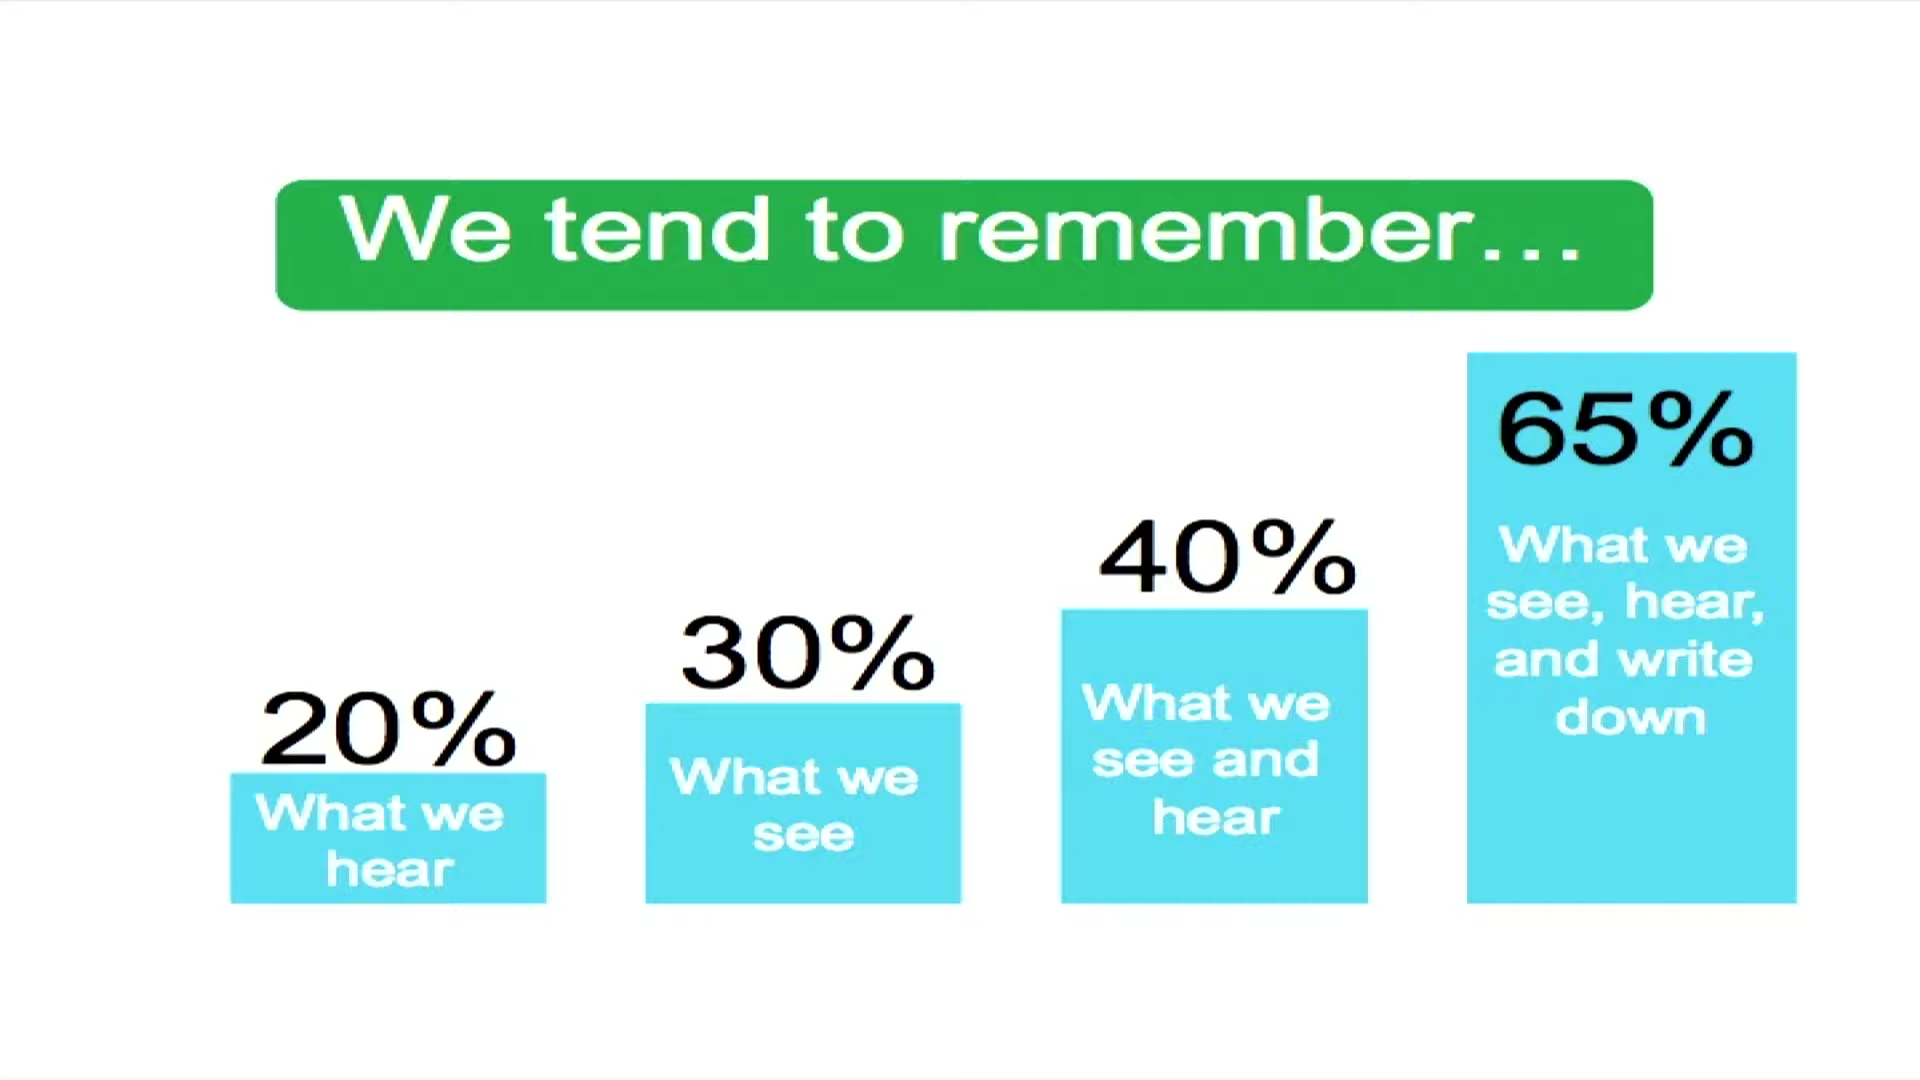 We tend to remember...
20%
What we
hear
30%
What we
see
40%
What we
see and
hear
65%
What we
see, hear,
and write
down